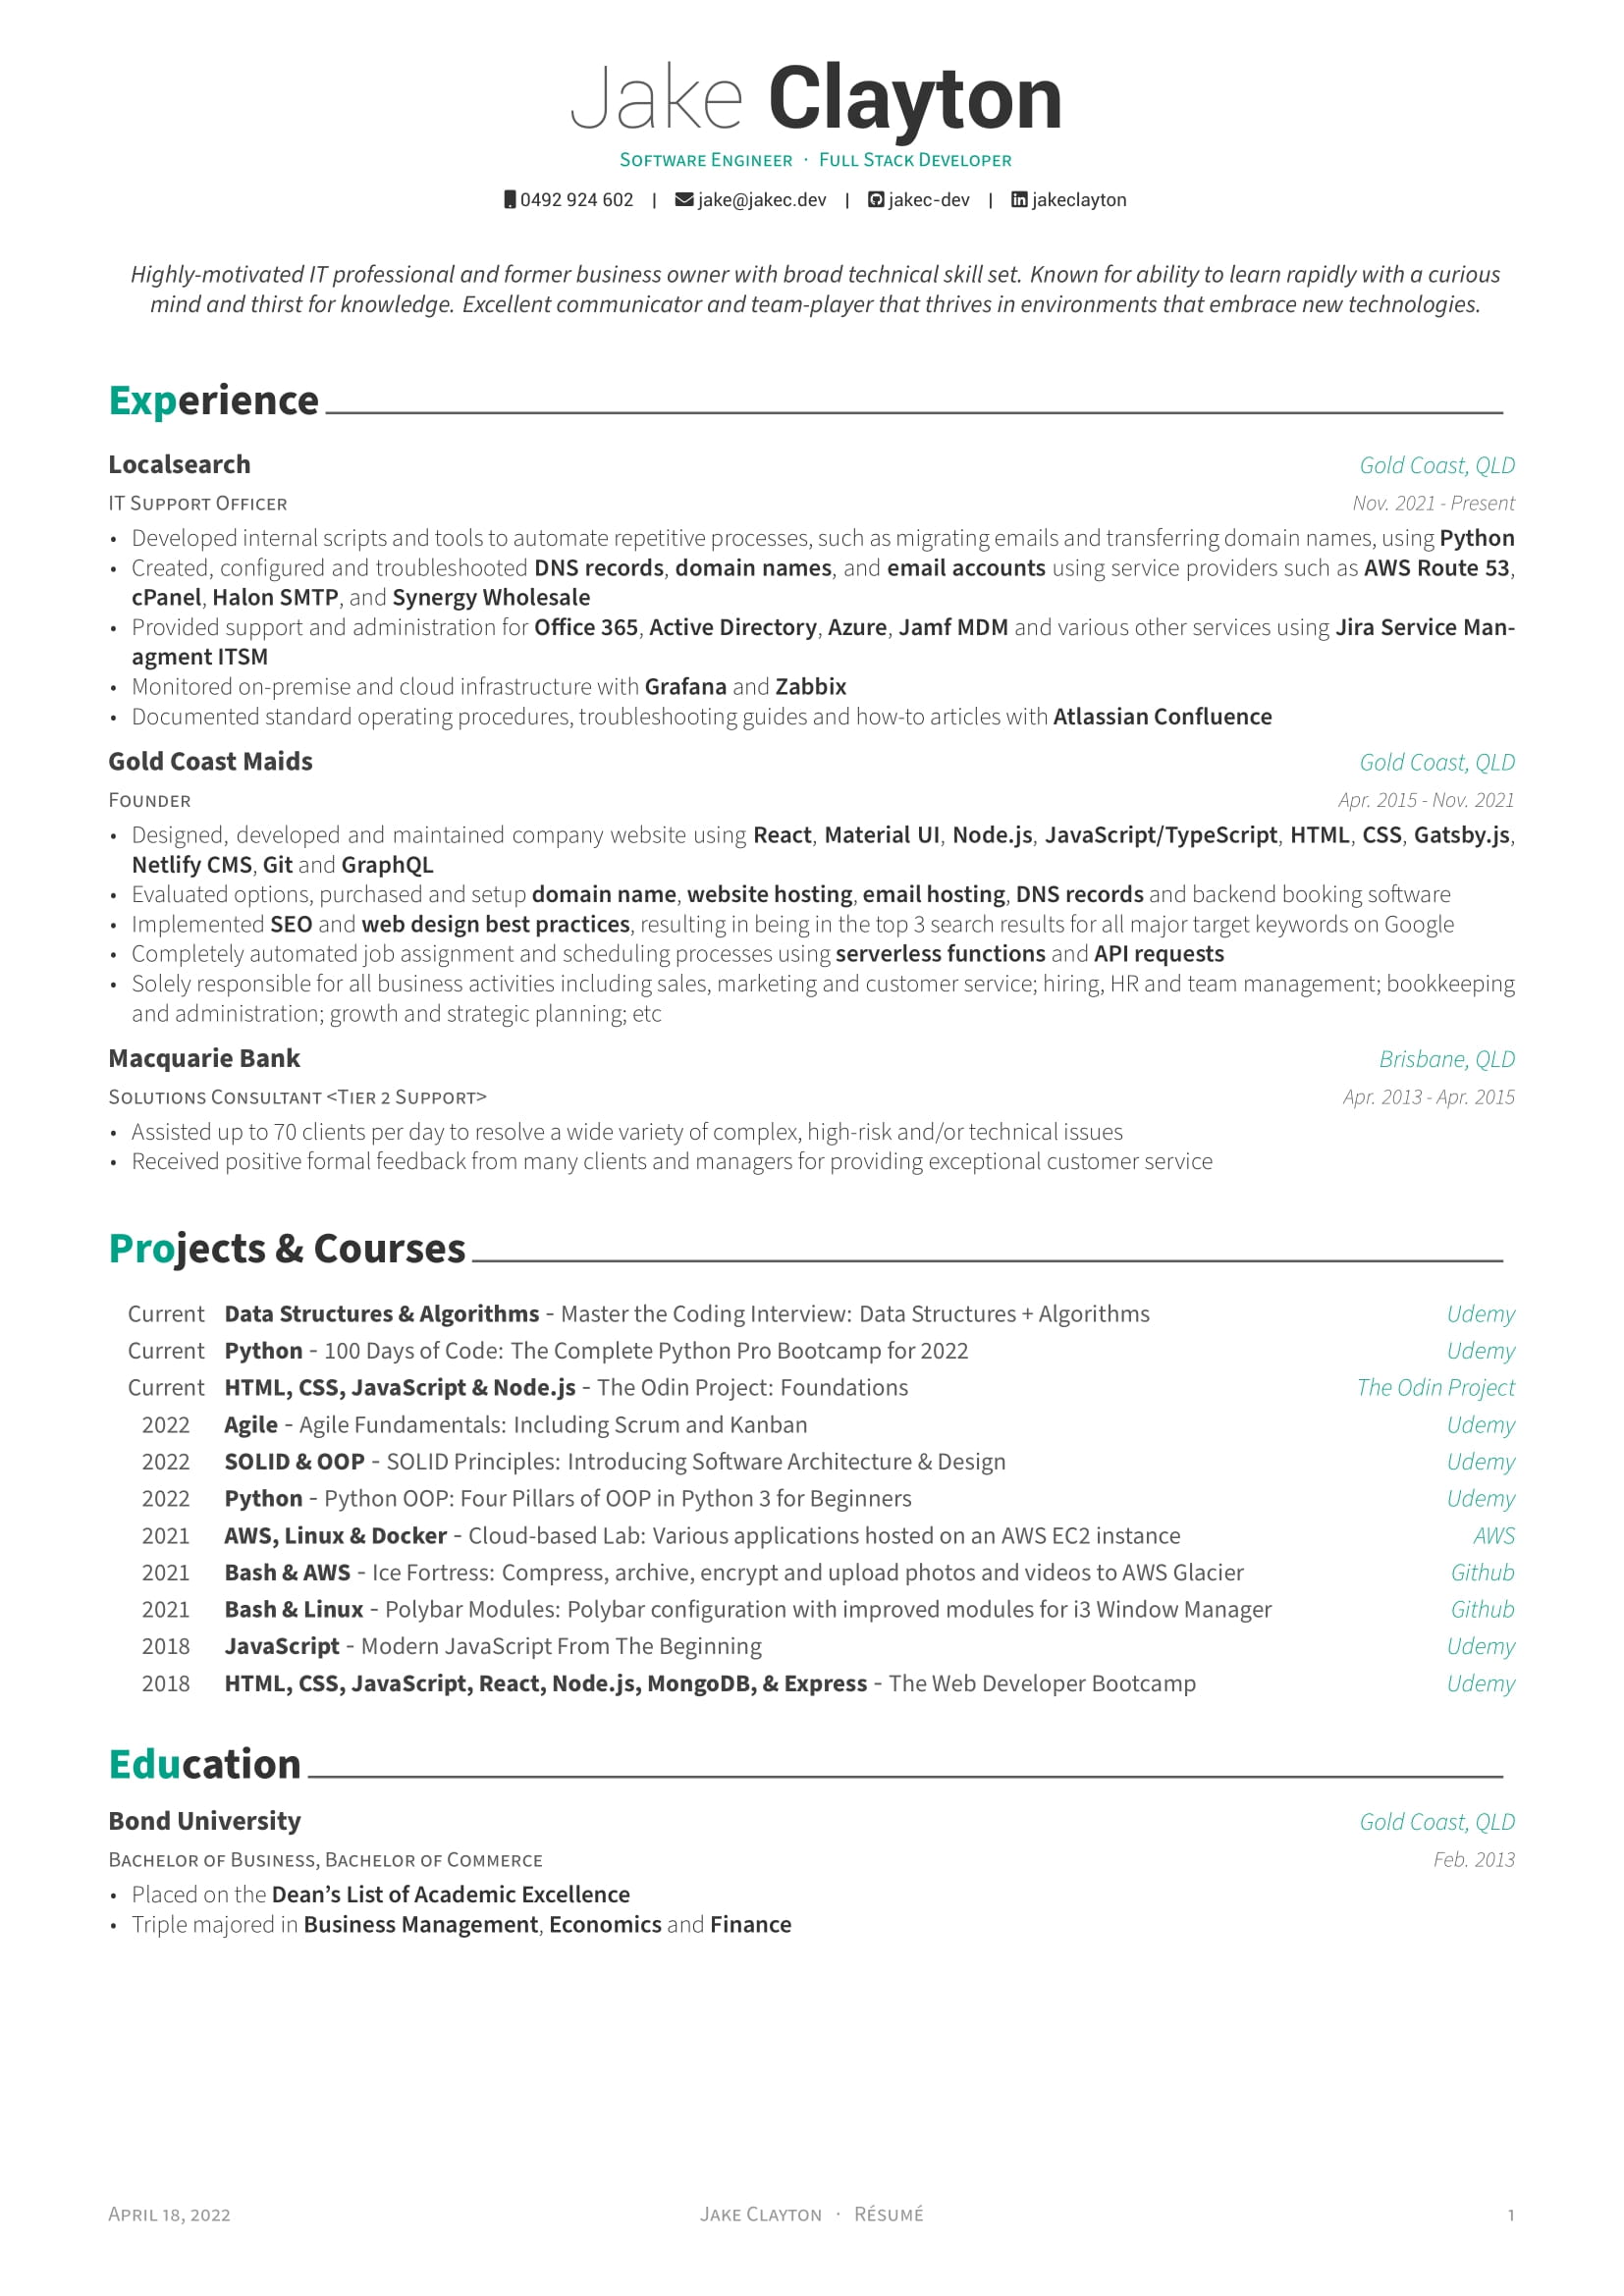 Jake Clayton
Software Engineer · Full Stack Developer
0492 924 602 | jake@jakec.dev | jakec-dev | jakeclayton
Highly-motivated IT professional and former business owner with broad technical skill set. Known for ability to learn rapidly with a curious
mind and thirst for knowledge. Excellent communicator and team-player that thrives in environments that embrace new technologies.
Experience
Localsearch Gold Coast, QLD
IT Support Officer Nov. 2021 - Present
• Developed internal scripts and tools to automate repetitive processes, such as migrating emails and transferring domain names, using Python
• Created, configured and troubleshooted DNS records, domain names, and email accounts using service providers such as AWS Route 53,
cPanel, Halon SMTP, and Synergy Wholesale
• Provided support and administration for Office 365, Active Directory, Azure, Jamf MDM and various other services using Jira Service Man-
agment ITSM
• Monitored on-premise and cloud infrastructure with Grafana and Zabbix
• Documented standard operating procedures, troubleshooting guides and how-to articles with Atlassian Confluence
Gold Coast Maids Gold Coast, QLD
Founder Apr. 2015 - Nov. 2021
• Designed, developed and maintained company website using React, Material UI, Node.js, JavaScript/TypeScript, HTML, CSS, Gatsby.js,
Netlify CMS, Git and GraphQL
• Evaluated options, purchased and setup domain name, website hosting, email hosting, DNS records and backend booking software
• Implemented SEO and web design best practices, resulting in being in the top 3 search results for all major target keywords on Google
• Completely automated job assignment and scheduling processes using serverless functions and API requests
• Solely responsible for all business activities including sales, marketing and customer service; hiring, HR and team management; bookkeeping
and administration; growth and strategic planning; etc
Macquarie Bank Brisbane, QLD
Solutions Consultant <Tier 2 Support> Apr. 2013 - Apr. 2015
• Assisted up to 70 clients per day to resolve a wide variety of complex, high-risk and/or technical issues
• Received positive formal feedback from many clients and managers for providing exceptional customer service
Projects & Courses
Current Data Structures & Algorithms - Master the Coding Interview: Data Structures + Algorithms Udemy
Current Python - 100 Days of Code: The Complete Python Pro Bootcamp for 2022 Udemy
Current HTML, CSS, JavaScript & Node.js - The Odin Project: Foundations The Odin Project
2022 Agile - Agile Fundamentals: Including Scrum and Kanban Udemy
2022 SOLID & OOP - SOLID Principles: Introducing Software Architecture & Design Udemy
2022 Python - Python OOP: Four Pillars of OOP in Python 3 for Beginners Udemy
2021 AWS, Linux & Docker - Cloud-based Lab: Various applications hosted on an AWS EC2 instance AWS
2021 Bash & AWS - Ice Fortress: Compress, archive, encrypt and upload photos and videos to AWS Glacier Github
2021 Bash & Linux - Polybar Modules: Polybar configuration with improved modules for i3 Window Manager Github
2018 JavaScript - Modern JavaScript From The Beginning Udemy
2018 HTML, CSS, JavaScript, React, Node.js, MongoDB, & Express - The Web Developer Bootcamp Udemy
Education
Bond University Gold Coast, QLD
Bachelor of Business, Bachelor of Commerce Feb. 2013
• Placed on the Dean’s List of Academic Excellence
• Triple majored in Business Management, Economics and Finance
April 18, 2022 Jake Clayton · Résumé 1